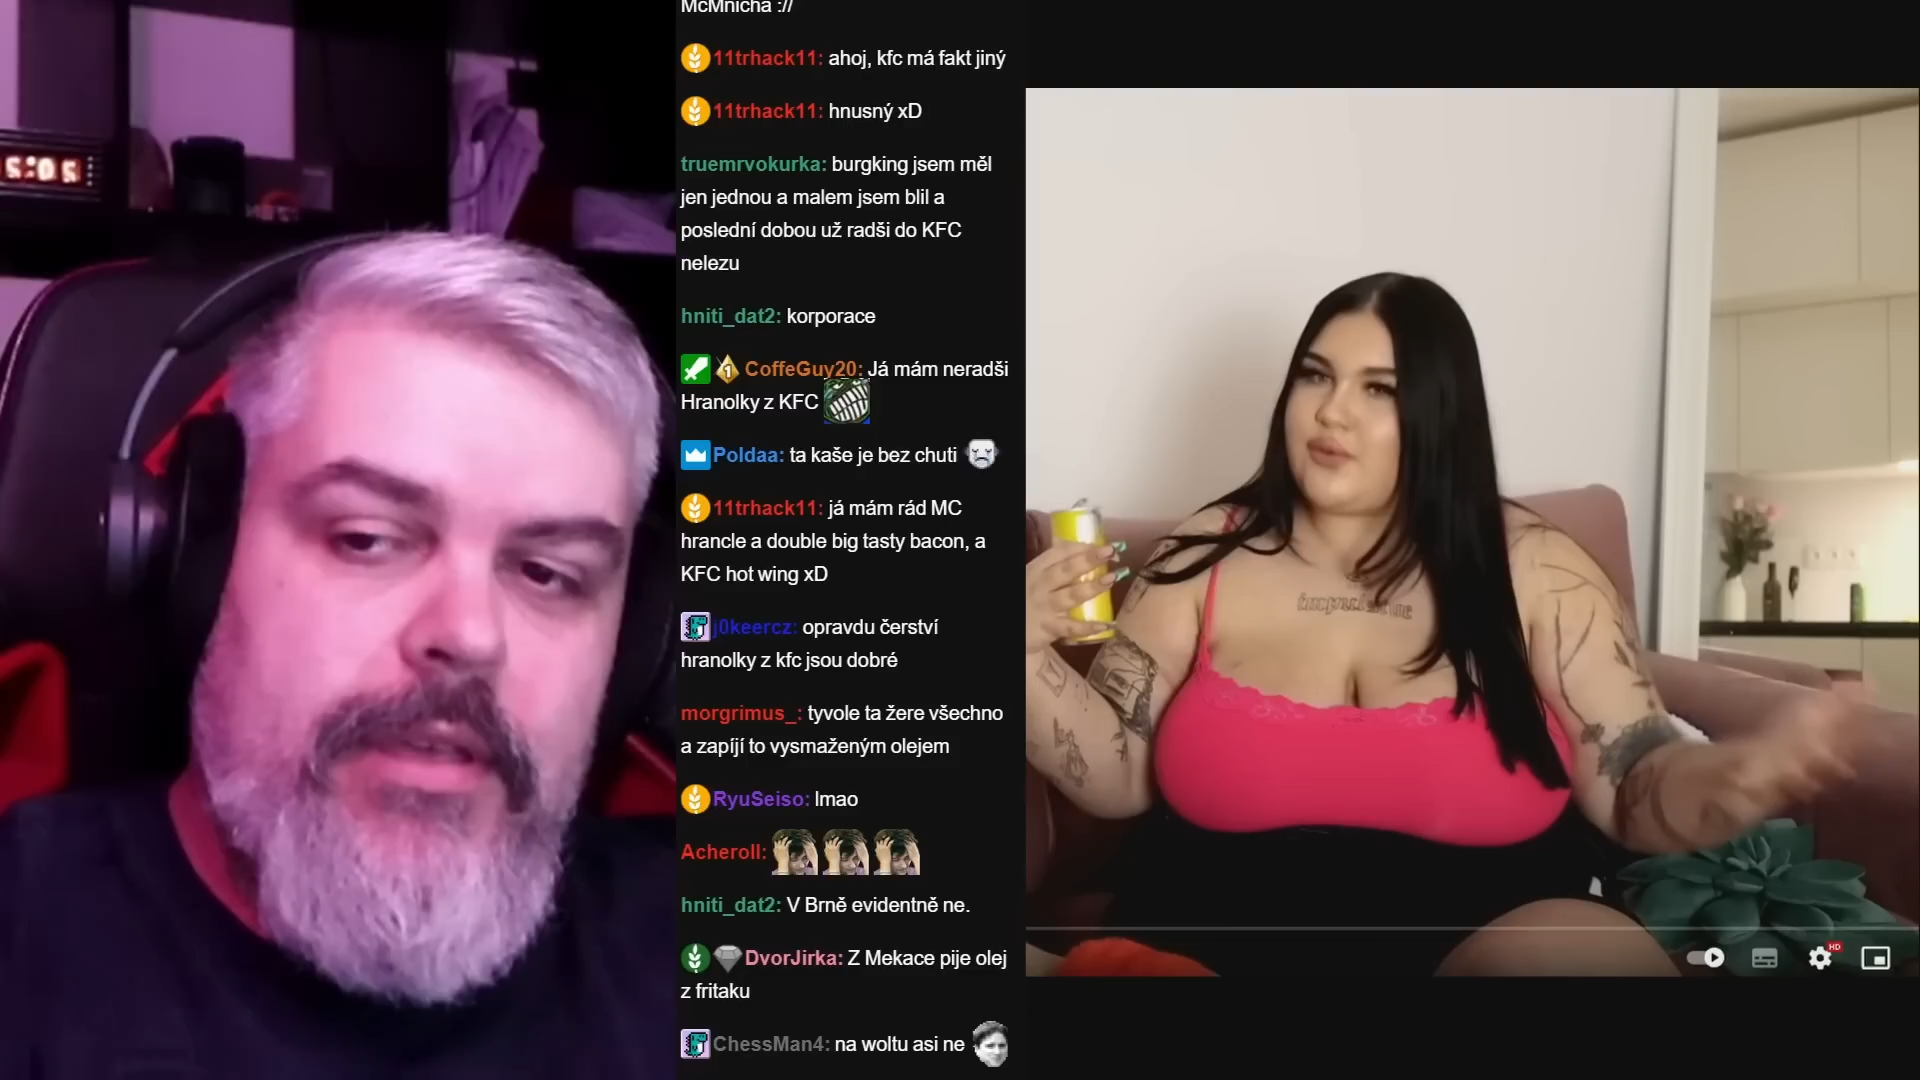 McMnicha ://
11trhack11: ahoj, kfc má fakt jiný
11trhack11: hnusný xD
truemrvokurka: burgking jsem měl
jen jednou a malem jsem blil a
poslední dobou už radši do KFC
nelezu
hniti_dat2: korporace
CoffeGuy20: Já mám neradši
Hranolky z KFC
Poldaa: ta kaše je bez chuti
11trhack11: já mám rád MC
hrancle a double big tasty bacon, a
KFC hot wing xD
j0keercz: opravdu čerství
hranolky z kfc jsou dobré
morgrimus_: tyvole ta žere všechno
a zapíjí to vysmaženým olejem
RyuSeiso: lmao
Acheroll:
hniti_dat2: V Brně evidentně ne.
DvorJirka: Z Mekace pije olej
z fritaku
ChessMan4: na woltu asi ne
5:05
impulsive
HD